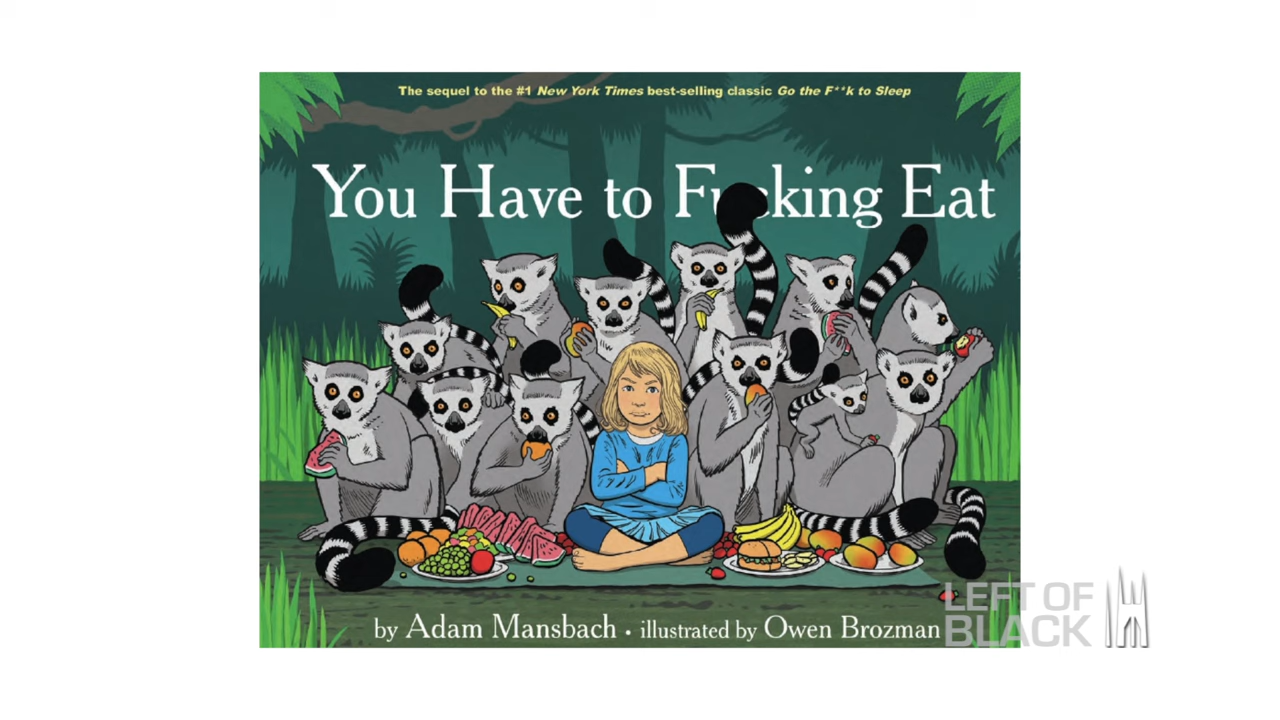 The sequel to the #1 New York Times best-selling classic Go the F**k to Sleep
You Have to Fucking Eat
by Adam Mansbach • illustrated by Owen Brozman
LEFT OF
BLACK